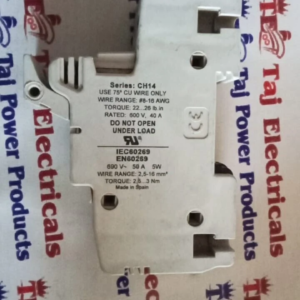 Series: CH14
USE 75° CU WIRE ONLY
WIRE RANGE: #8-16 AWG
TORQUE: 22...26 lb in
RATED: 600 V, 40 A
DO NOT OPEN
UNDER LOAD
IEC60269
EN60269
690 V~ 50 A 5W
WIRE RANGE: 2,5-16 mm²
TORQUE: 2,5...3 Nm
Made in Spain
Taj Electricals
Taj Power Products
Taj Electricals
Taj Power Products